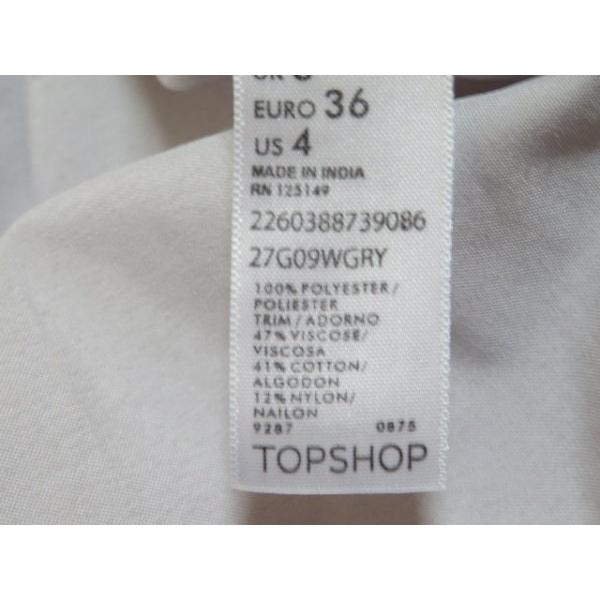 EURO 36
US 4
MADE IN INDIA
RN 125149
2260388739086
27G09WGRY
100% POLYESTER/
POLIESTER
TRIM/ADORNO
47% VISCOSE/
VISCOSA
41% COTTON/
ALGODON
12% NYLON/
NAILON
9287 0875
TOPSHOP